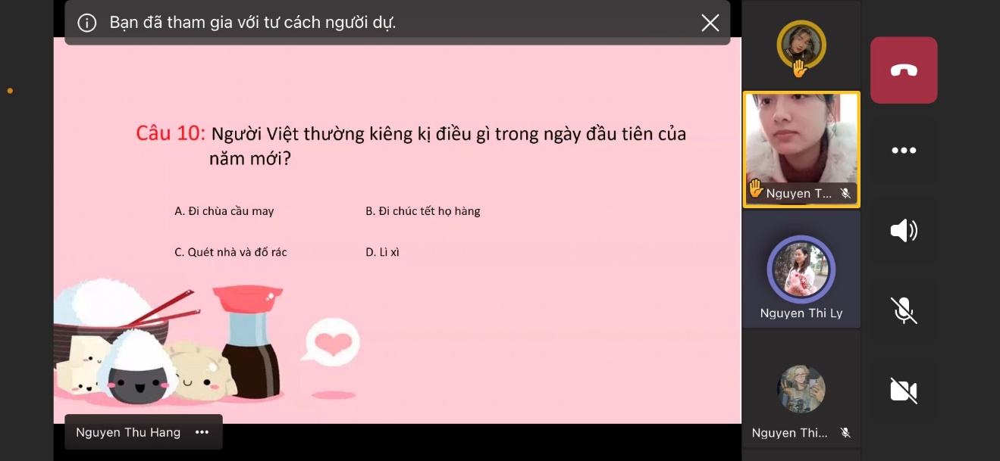 Bạn đã tham gia với tư cách người dự.
Câu 10: Người Việt thường kiêng kị điều gì trong ngày đầu tiên của
năm mới?
A. Đi chùa cầu may
B. Đi chúc tết họ hàng
C. Quét nhà và đổ rác
D. Lì xì
Nguyen Thu Hang
Nguyen T...
Nguyen Thi Ly
Nguyen Thi...